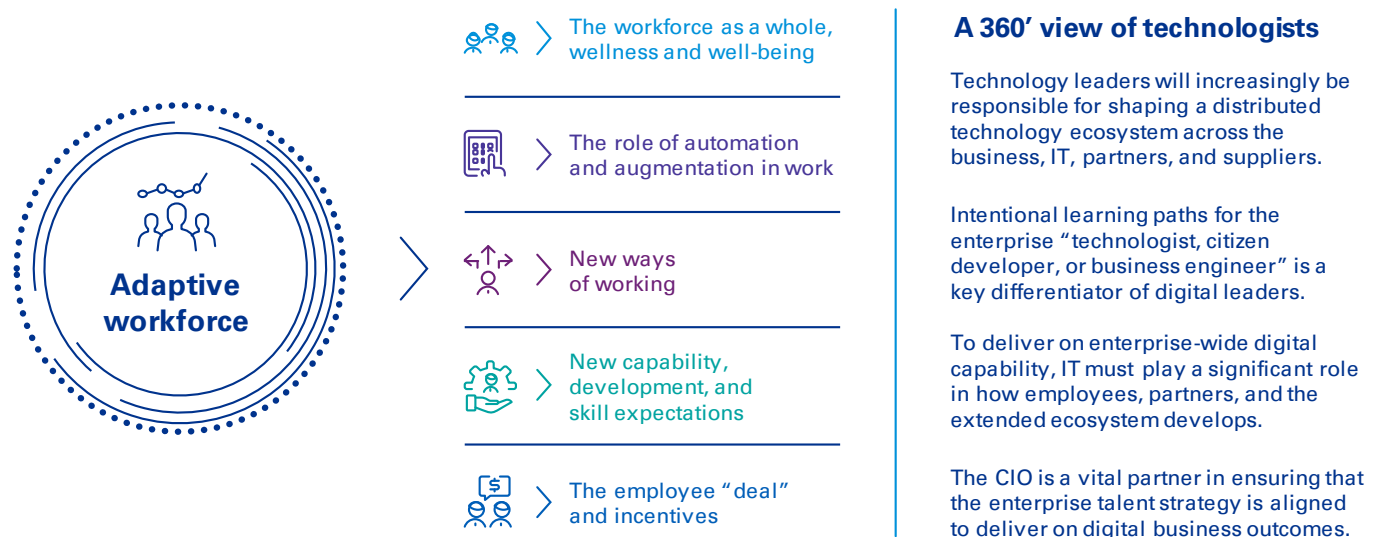 Adaptive
workforce
The workforce as a whole,
wellness and well-being
The role of automation
and augmentation in work
New ways
of working
New capability,
development, and
skill expectations
$
The employee “deal”
and incentives
A 360’ view of technologists
Technology leaders will increasingly be
responsible for shaping a distributed
technology ecosystem across the
business, IT, partners, and suppliers.
Intentional learning paths for the
enterprise “technologist, citizen
developer, or business engineer” is a
key differentiator of digital leaders.
To deliver on enterprise-wide digital
capability, IT must play a significant role
in how employees, partners, and the
extended ecosystem develops.
The CIO is a vital partner in ensuring that
the enterprise talent strategy is aligned
to deliver on digital business outcomes.